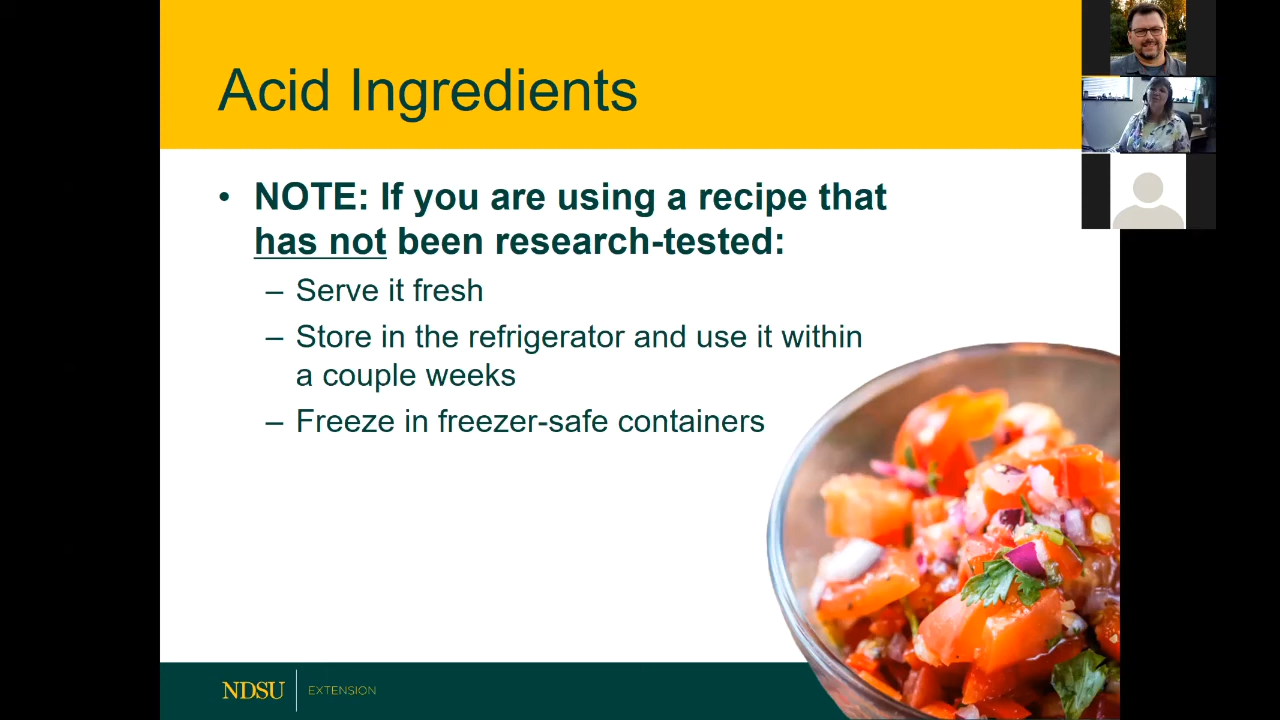 Acid Ingredients
• NOTE: If you are using a recipe that
has not been research-tested:
– Serve it fresh
– Store in the refrigerator and use it within
a couple weeks
– Freeze in freezer-safe containers
NDSU EXTENSION